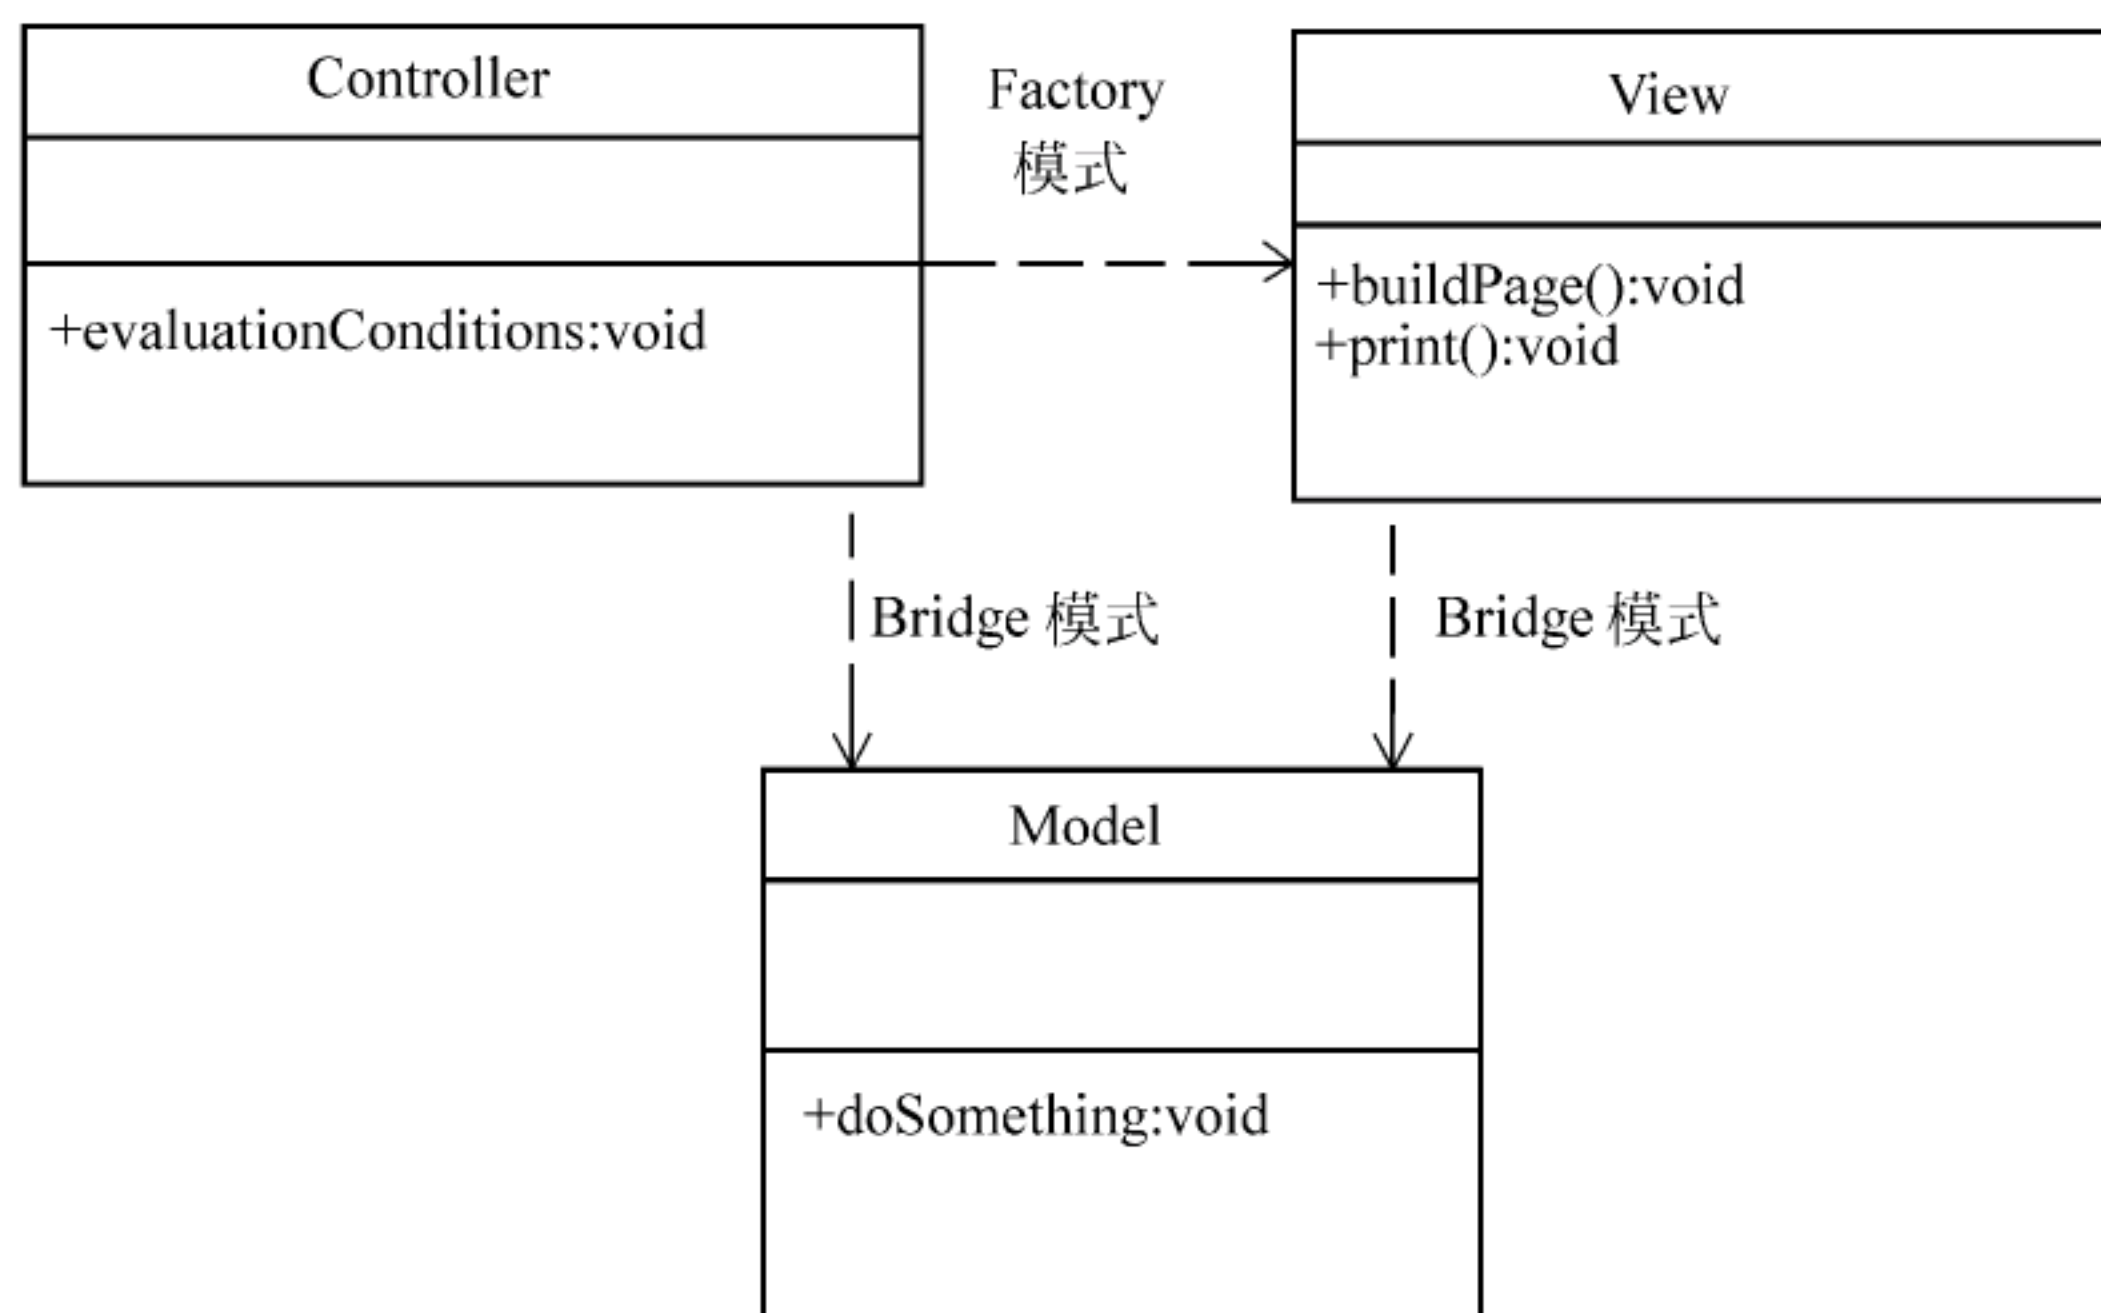 Controller
+evaluationConditions:void
Factory
模式
View
+buildPage():void
+print():void
Bridge 模式
Bridge 模式
Model
+doSomething:void